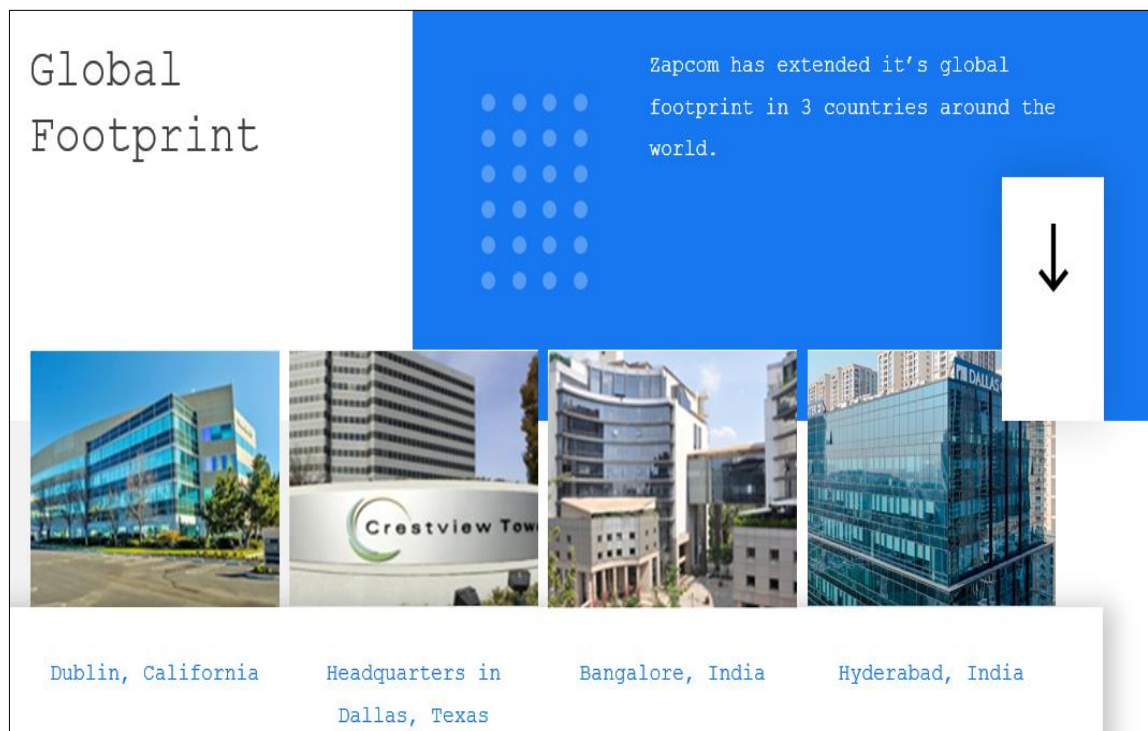 Global
Footprint
Zapcom has extended it's global
footprint in 3 countries around the
world.
DALLAS
Crestview Tow
Dublin, California
Headquarters in
Dallas, Texas
Bangalore, India
Hyderabad, India